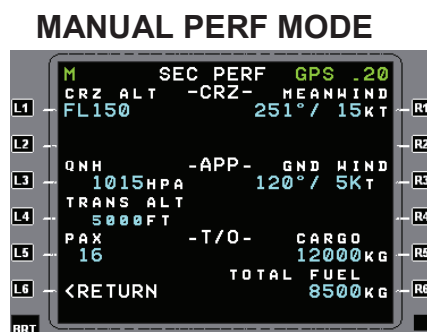 MANUAL PERF MODE
M SEC PERF GPS .20
CRZ ALT -CRZ- MEANWIND
L1 FL150 251°/ 15KT R1
L2 R2
QNH -APP- GND WIND
L3 1015HPA 120°/ 5KT R3
TRANS ALT
L4 5000FT R4
PAX -T/O- CARGO
L5 16 12000KG R5
TOTAL FUEL
L6 <RETURN 8500KG R6
BRT